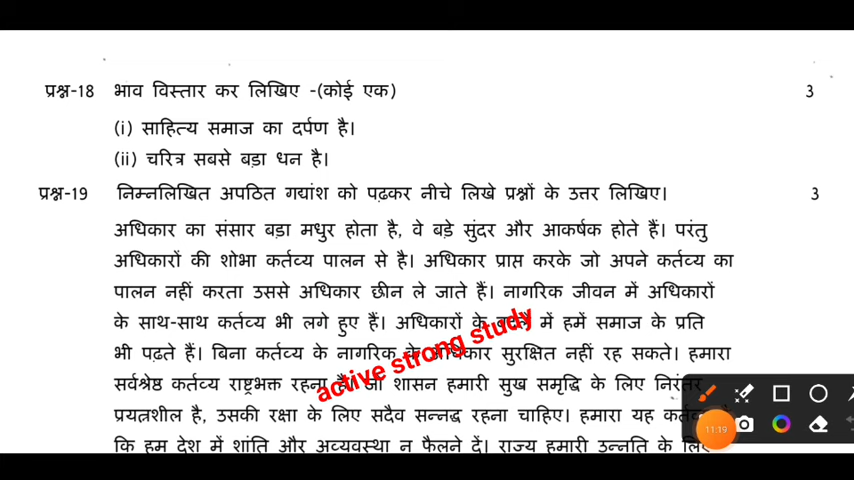 प्रश्न-18 भाव विस्तार कर लिखिए -(कोई एक) 3
(i) साहित्य समाज का दर्पण है।
(ii) चरित्र सबसे बड़ा धन है।
प्रश्न-19 निम्नलिखित अपठित गद्यांश को पढ़कर नीचे लिखे प्रश्नों के उत्तर लिखिए। 3
अधिकार का संसार बड़ा मधुर होता है, वे बड़े सुंदर और आकर्षक होते हैं। परंतु
अधिकारों की शोभा कर्तव्य पालन से है। अधिकार प्राप्त करके जो अपने कर्तव्य का
पालन नहीं करता उससे अधिकार छीन ले जाते हैं। नागरिक जीवन में अधिकारों
के साथ-साथ कर्तव्य भी लगे हुए हैं। अधिकारों के बदले में हमें समाज के प्रति
भी पढ़ते हैं। बिना कर्तव्य के नागरिक के अधिकार सुरक्षित नहीं रह सकते। हमारा
सर्वश्रेष्ठ कर्तव्य राष्ट्रभक्त रहना है। जो शासन हमारी सुख समृद्धि के लिए निरंतर
प्रयत्नशील है, उसकी रक्षा के लिए सदैव सन्नद्ध रहना चाहिए। हमारा यह
कि हम देश में शांति और अव्यवस्था न फैलने दें। राज्य हमारी उन्नति के लिए
active strong study
11:19